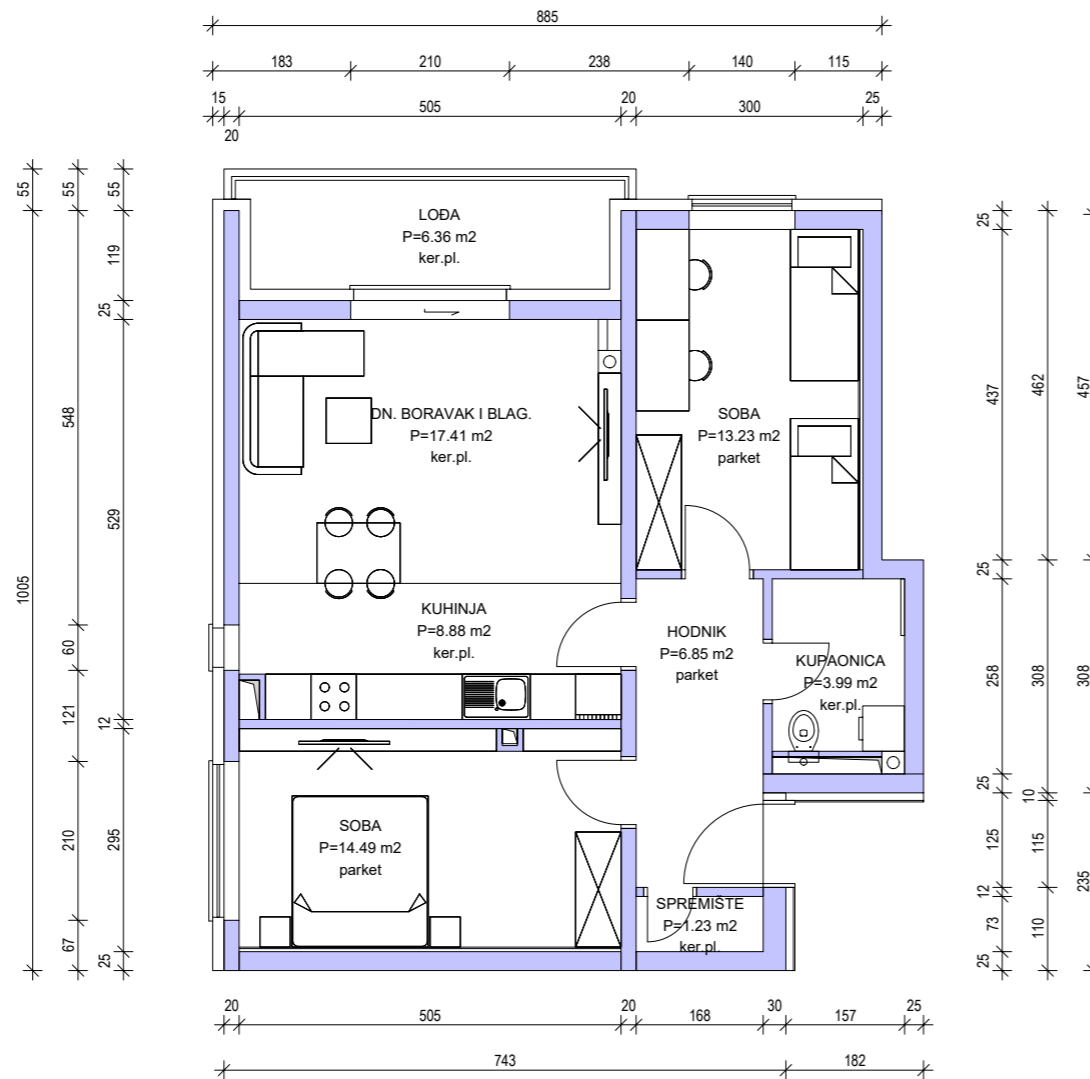 885
183 210 238 140 115
15 505 20 300 25
20
55 55 55
LOĐA
P=6.36 m2
ker.pl.
119
25
25
548
529
1005
DN. BORAVAK I BLAG.
P=17.41 m2
ker.pl.
SOBA
P=13.23 m2
parket
437 462 457
60
121
12
KUHINJA
P=8.88 m2
ker.pl.
HODNIK
P=6.85 m2
parket
KUPAONICA
P=3.99 m2
ker.pl.
25
258 308 308
25
10
210
295
SOBA
P=14.49 m2
parket
125 115 235
12
67
25
SPREMIŠTE
P=1.23 m2
ker.pl.
73 110
25
20 505 20 168 30 157 25
743 182